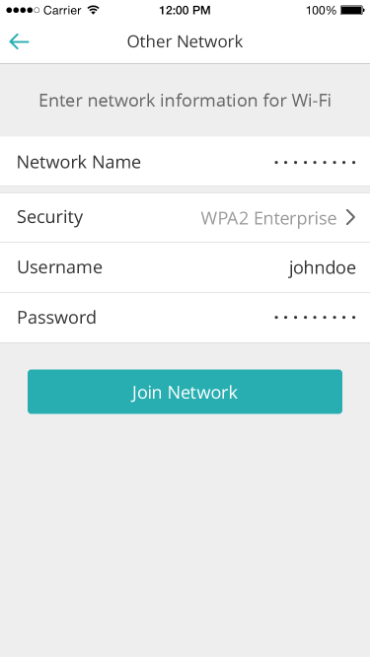 Carrier 12:00 PM 100%
Other Network
Enter network information for Wi-Fi
Network Name •••••••••
Security WPA2 Enterprise
Username johndoe
Password •••••••••
Join Network